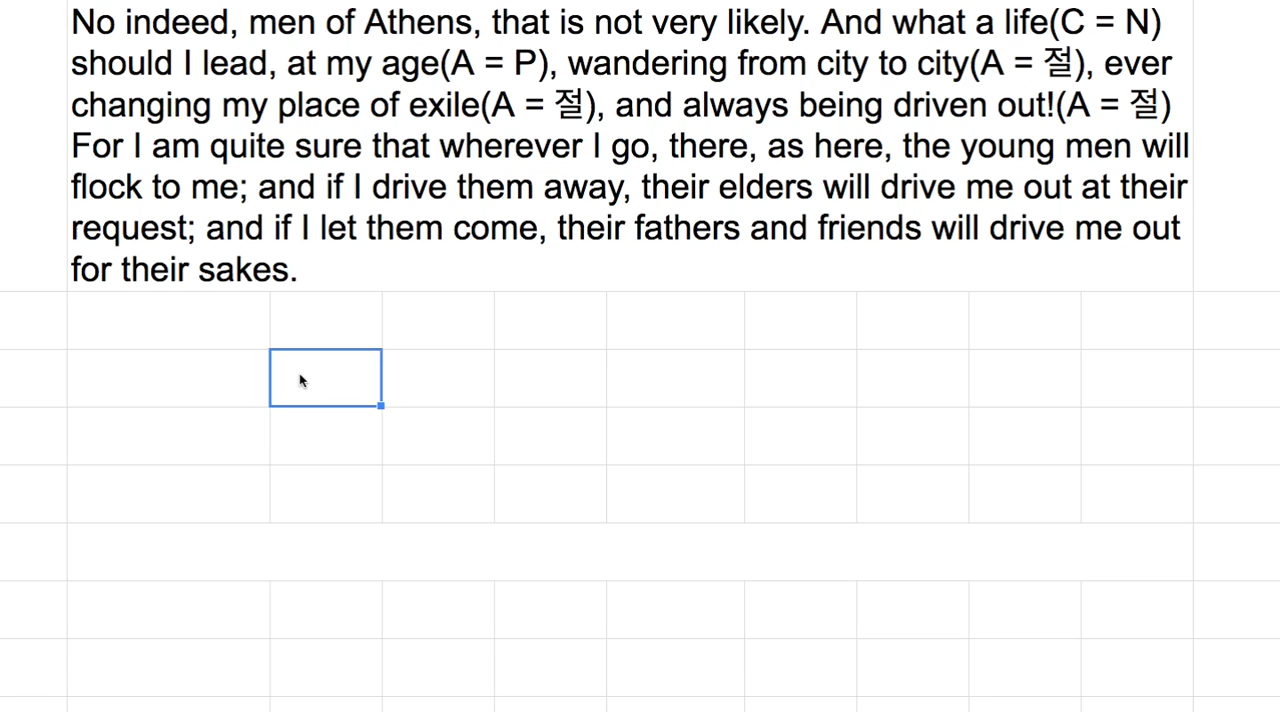 No indeed, men of Athens, that is not very likely. And what a life(C = N)
should I lead, at my age(A = P), wandering from city to city(A = 절), ever
changing my place of exile(A = 절), and always being driven out!(A = 절)
For I am quite sure that wherever I go, there, as here, the young men will
flock to me; and if I drive them away, their elders will drive me out at their
request; and if I let them come, their fathers and friends will drive me out
for their sakes.